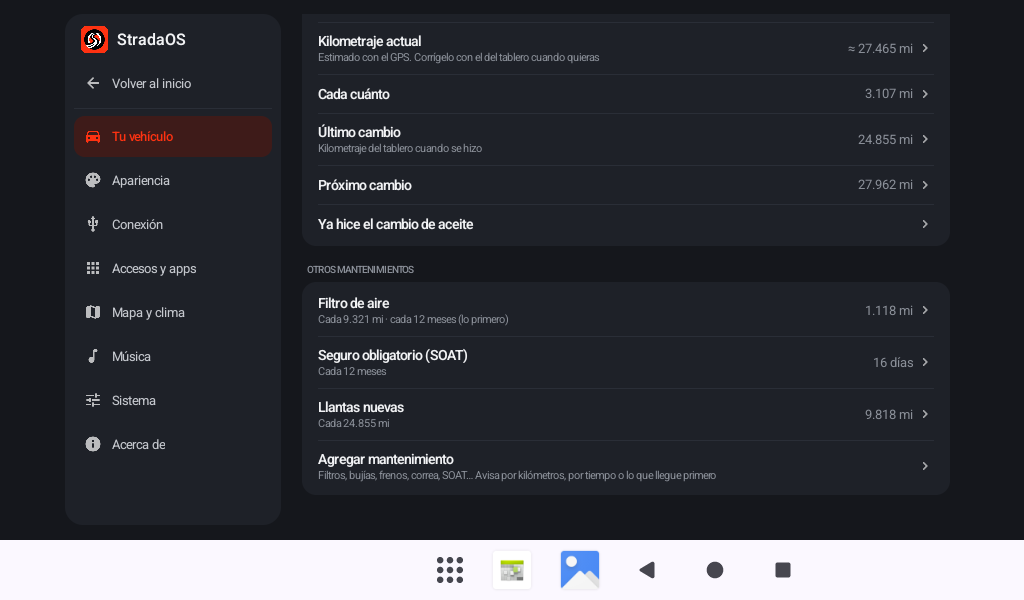 StradaOS
Volver al inicio
Tu vehículo
Apariencia
Conexión
Accesos y apps
Mapa y clima
Música
Sistema
Acerca de
Kilometraje actual
≈ 27.465 mi
Estimado con el GPS. Corrígelo con el del tablero cuando quieras
Cada cuánto
3.107 mi
Último cambio
24.855 mi
Kilometraje del tablero cuando se hizo
Próximo cambio
27.962 mi
Ya hice el cambio de aceite
OTROS MANTENIMIENTOS
Filtro de aire
1.118 mi
Cada 9.321 mi · cada 12 meses (lo primero)
Seguro obligatorio (SOAT)
16 días
Cada 12 meses
Llantas nuevas
9.818 mi
Cada 24.855 mi
Agregar mantenimiento
Filtros, bujías, frenos, correa, SOAT... Avisa por kilómetros, por tiempo o lo que llegue primero